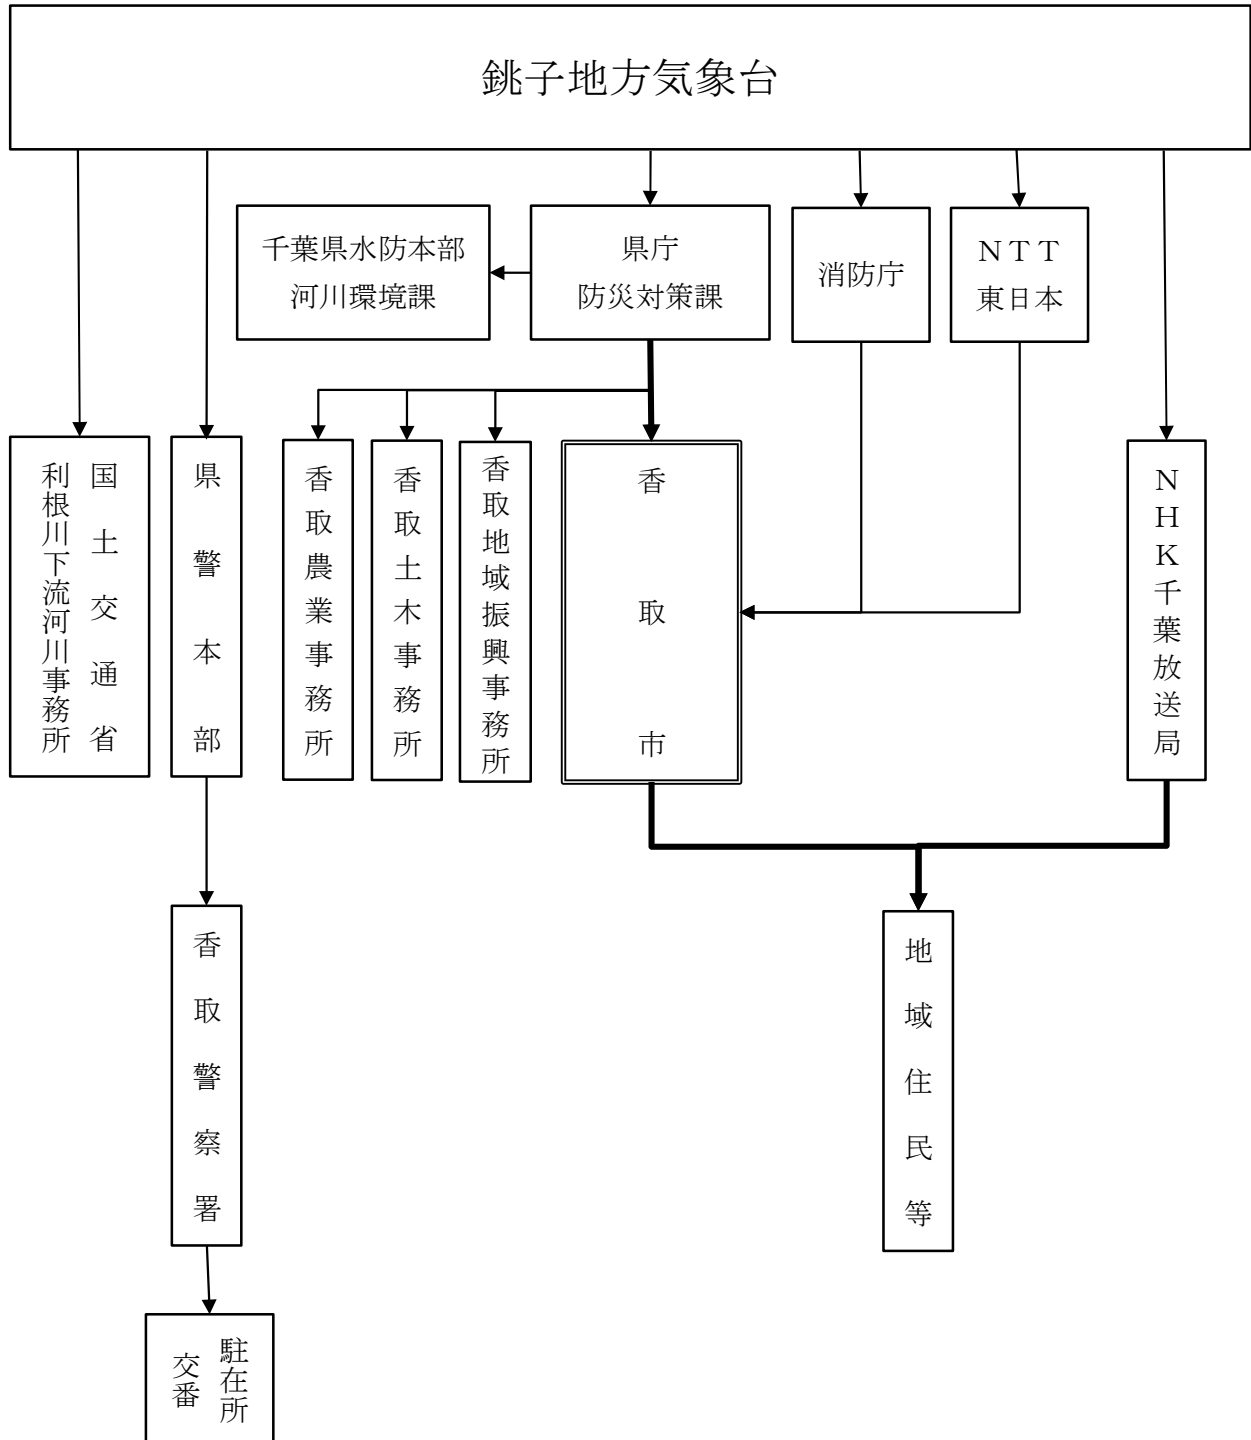 銚子地方気象台
千葉県水防本部
河川環境課
県庁
防災対策課
消防庁
ＮＴＴ
東日本
国土交通省
利根川下流河川事務所
県警本部
香取農業事務所
香取土木事務所
香取地域振興事務所
香取市
ＮＨＫ千葉放送局
香取警察署
地域住民等
駐在所
交番